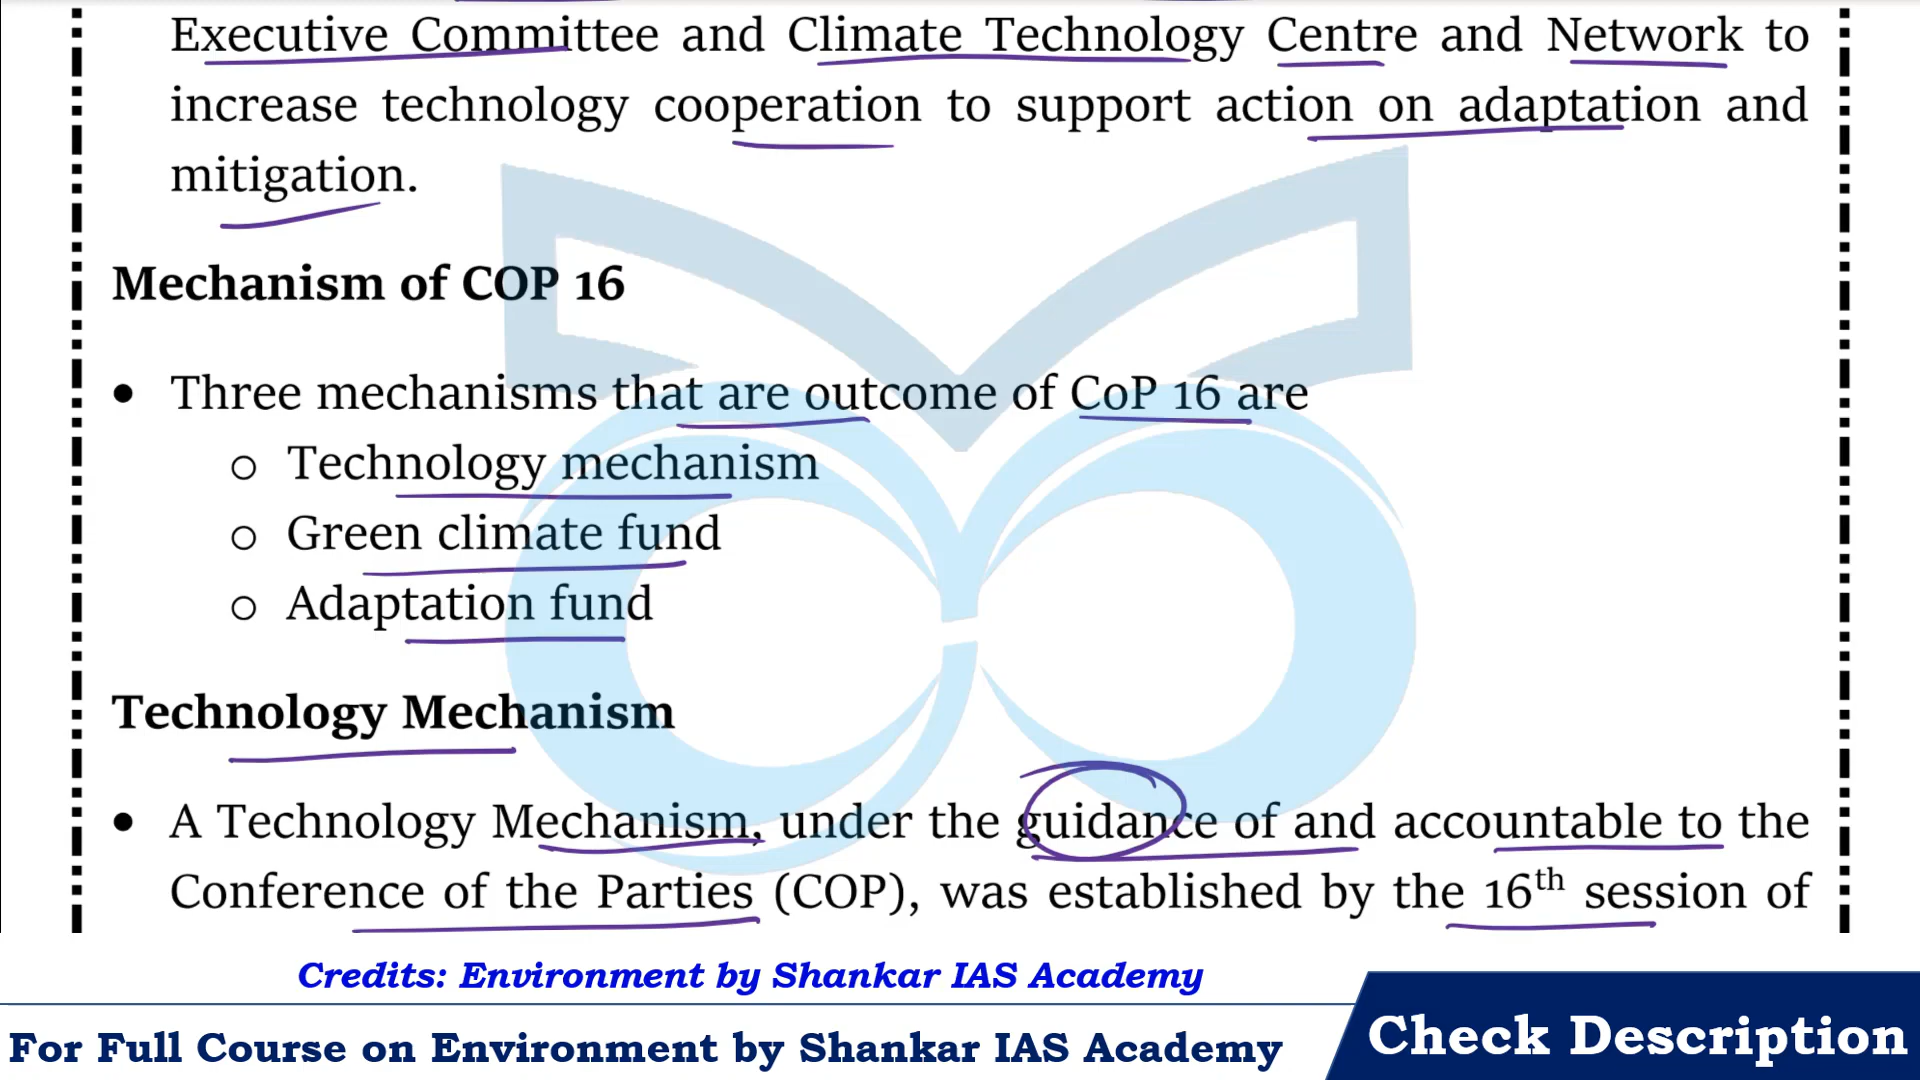 Executive Committee and Climate Technology Centre and Network to
increase technology cooperation to support action on adaptation and
mitigation.
Mechanism of COP 16
• Three mechanisms that are outcome of CoP 16 are
o Technology mechanism
o Green climate fund
o Adaptation fund
Technology Mechanism
• A Technology Mechanism, under the guidance of and accountable to the
Conference of the Parties (COP), was established by the 16th session of
Credits: Environment by Shankar IAS Academy
For Full Course on Environment by Shankar IAS Academy
Check Description